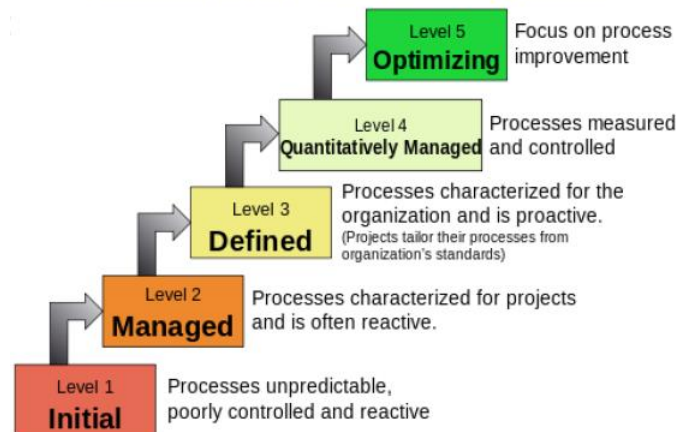 Level 5
Optimizing
Focus on process
improvement
Level 4
Quantitatively Managed
Processes measured
and controlled
Level 3
Defined
Processes characterized for the
organization and is proactive.
(Projects tailor their processes from
organization's standards)
Level 2
Managed
Processes characterized for projects
and is often reactive.
Level 1
Initial
Processes unpredictable,
poorly controlled and reactive